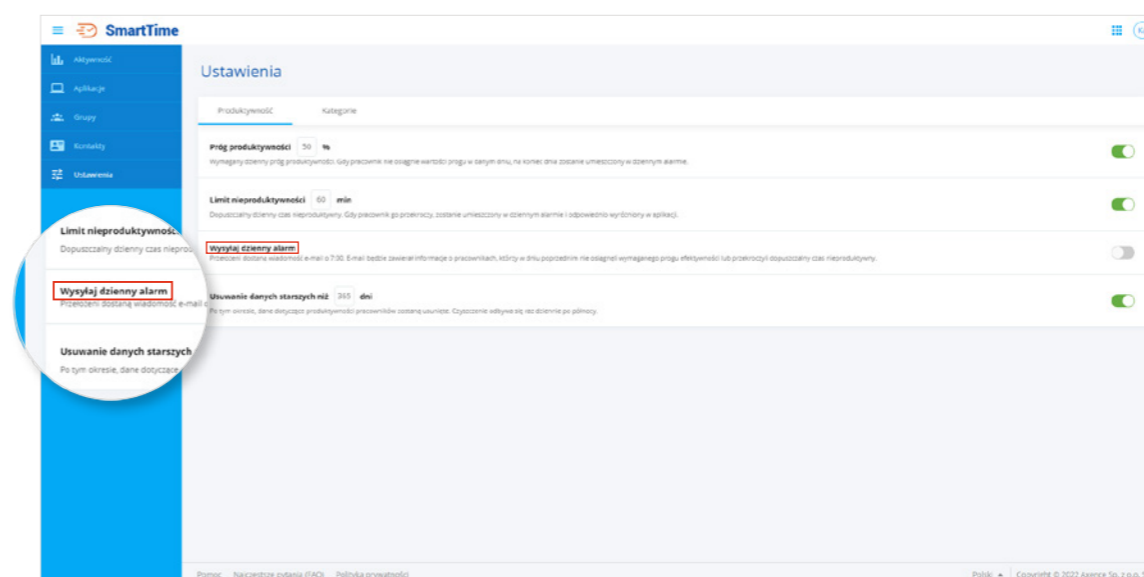 SmartTime
Aktywność
Aplikacje
Grupy
Kontakty
Ustawienia
Ustawienia
Produktywność Kategorie
Próg produktywności 50 %
Wymagany dzienny próg produktywności. Gdy pracownik nie osiągnie wartości progu w danym dniu, na koniec dnia zostanie umieszczony w dziennym alarmie.
Limit nieproduktywności 60 min
Dopuszczalny dzienny czas nieproduktywny. Gdy pracownik go przekroczy, zostanie umieszczony w dziennym alarmie i odpowiednio wyróżniony w aplikacji.
Wysyłaj dzienny alarm
Przełożeni dostaną wiadomość e-mail o 7:30. E-mail będzie zawierał informacje o pracownikach, którzy w dniu poprzednim nie osiągneli wymaganego progu efektywności lub przekroczyli dopuszczalny czas nieproduktywny.
Usuwanie danych starszych niż 365 dni
Po tym okresie, dane dotyczące produktywności pracowników zostaną usunięte. Czyszczenie odbywa się raz dziennie po północy.
Limit nieproduktywnośc
Dopuszczalny dzienny czas nieprodu
Wysyłaj dzienny alarm
Przełożeni dostaną wiadomość e-mail o
Usuwanie danych starszych
Po tym okresie, dane dotyczące
Pomoc Najczęstsze pytania (FAQ) Polityka prywatności
Polski Copyright © 2022 Axence Sp. z o.o. S